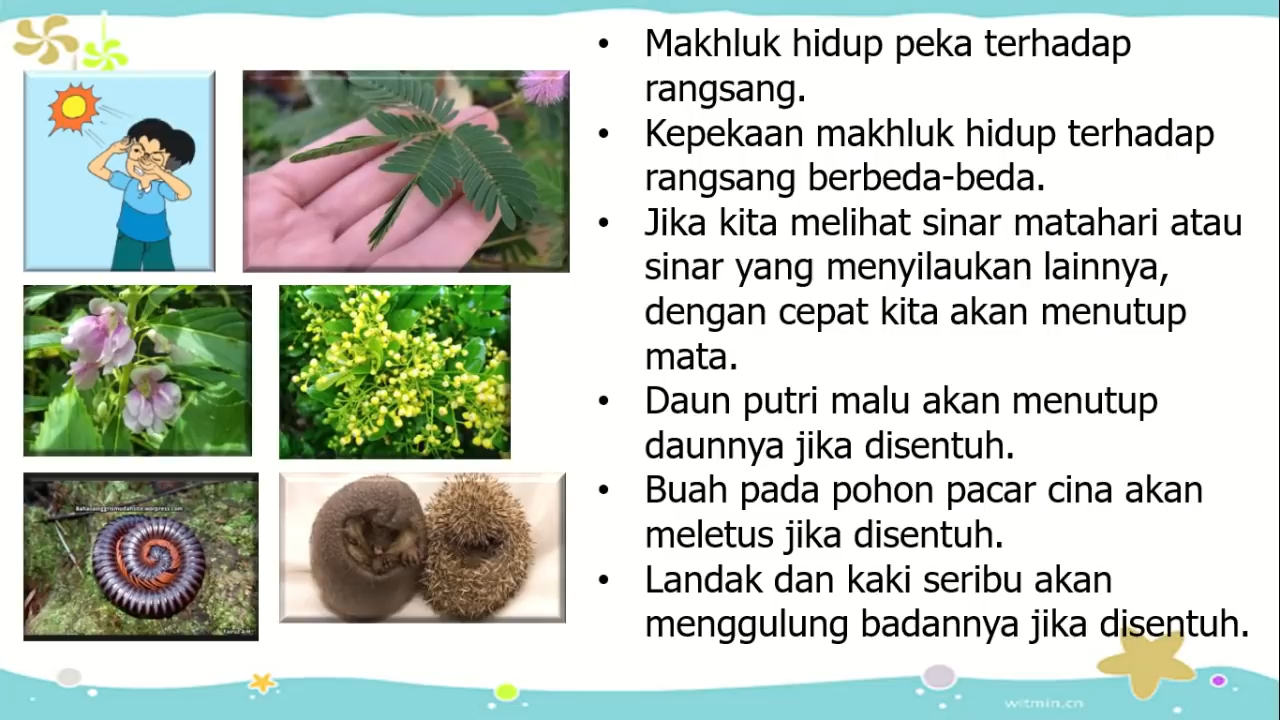 • Makhluk hidup peka terhadap
rangsang.
• Kepekaan makhluk hidup terhadap
rangsang berbeda-beda.
• Jika kita melihat sinar matahari atau
sinar yang menyilaukan lainnya,
dengan cepat kita akan menutup
mata.
• Daun putri malu akan menutup
daunnya jika disentuh.
• Buah pada pohon pacar cina akan
meletus jika disentuh.
• Landak dan kaki seribu akan
menggulung badannya jika disentuh.
witmin.cn